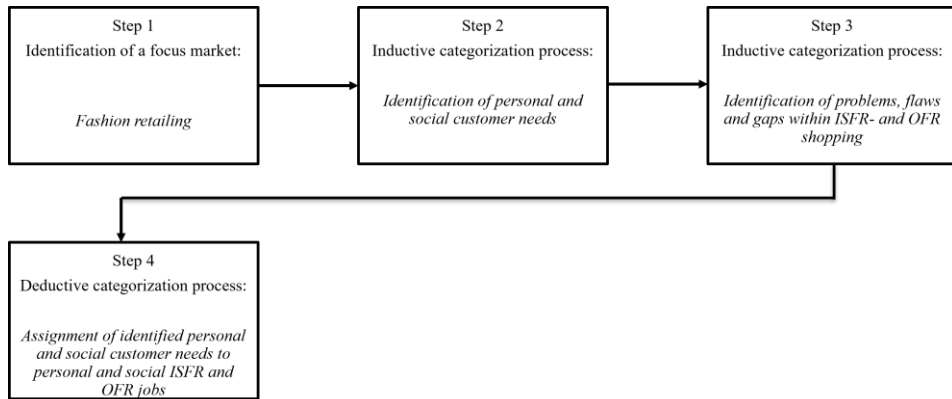 Step 1
Identification of a focus market:
Fashion retailing
Step 2
Inductive categorization process:
Identification of personal and
social customer needs
Step 3
Inductive categorization process:
Identification of problems, flaws
and gaps within ISFR- and OFR
shopping
Step 4
Deductive categorization process:
Assignment of identified personal
and social customer needs to
personal and social ISFR and
OFR jobs